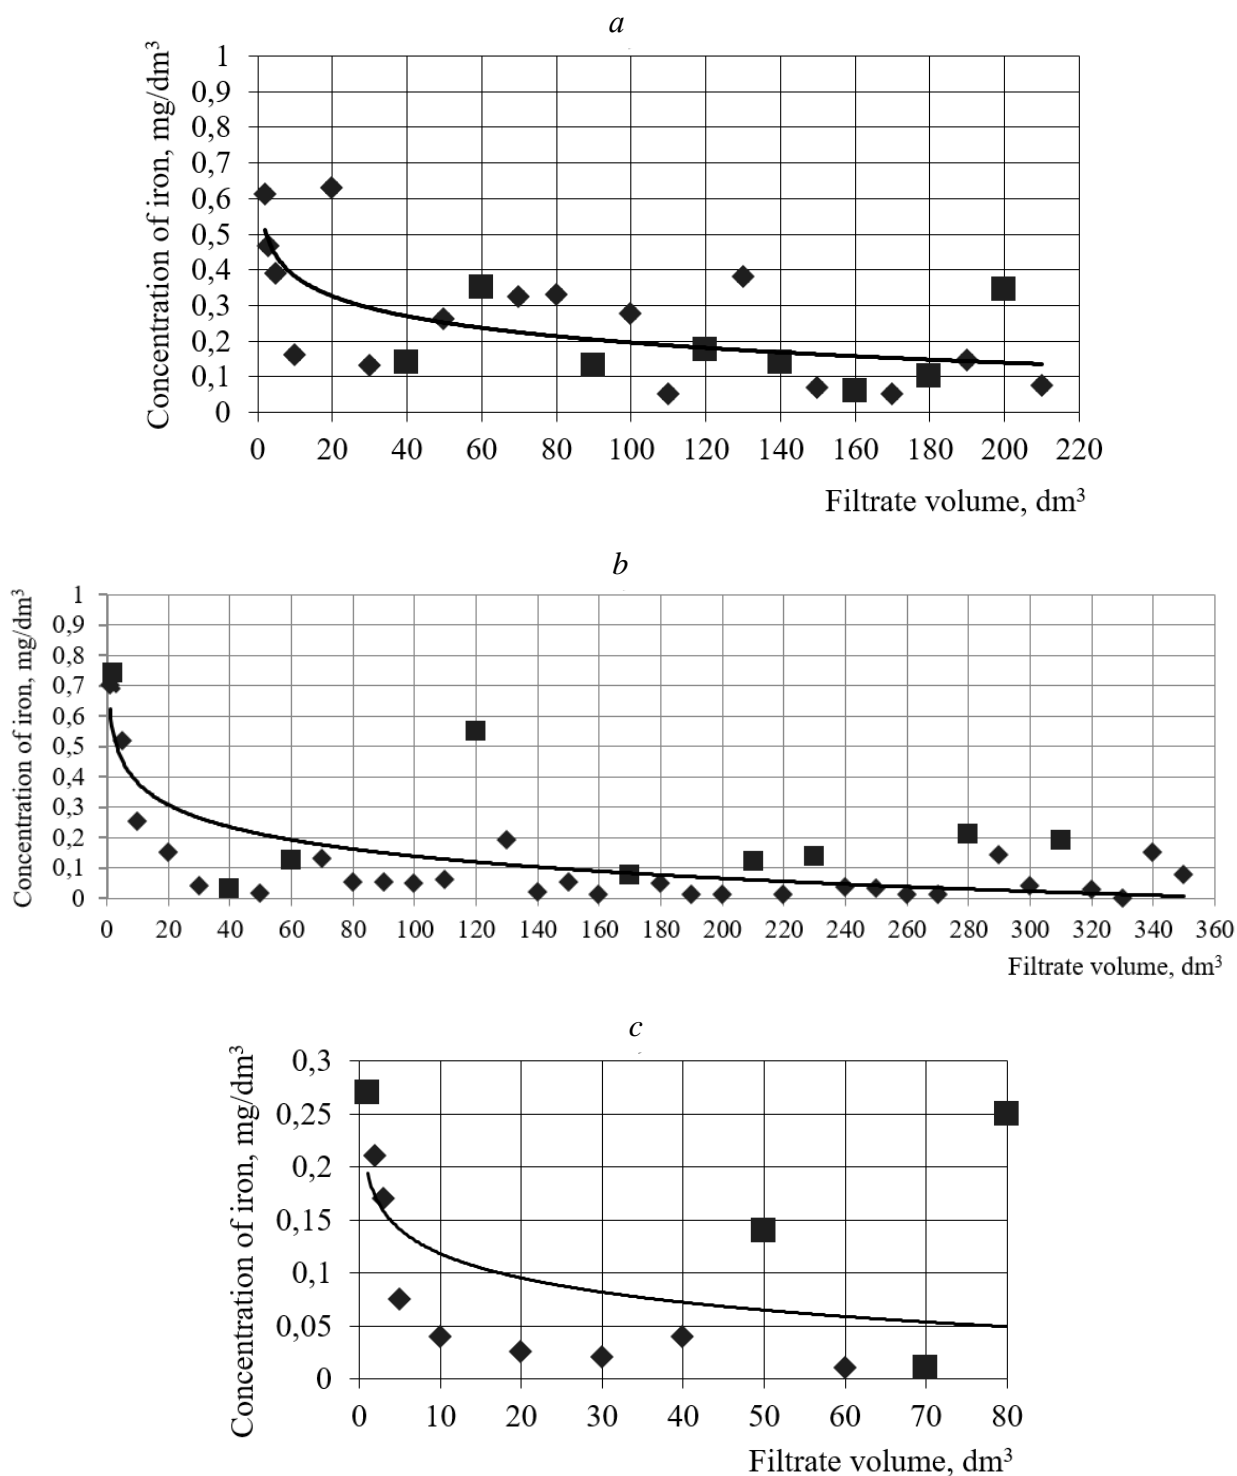 a
Concentration of iron, mg/dm³
1
0,9
0,8
0,7
0,6
0,5
0,4
0,3
0,2
0,1
0
0 20 40 60 80 100 120 140 160 180 200 220
Filtrate volume, dm³
b
Concentration of iron, mg/dm³
1
0,9
0,8
0,7
0,6
0,5
0,4
0,3
0,2
0,1
0
0 20 40 60 80 100 120 140 160 180 200 220 240 260 280 300 320 340 360
Filtrate volume, dm³
c
Concentration of iron, mg/dm³
0,3
0,25
0,2
0,15
0,1
0,05
0
0 10 20 30 40 50 60 70 80
Filtrate volume, dm³